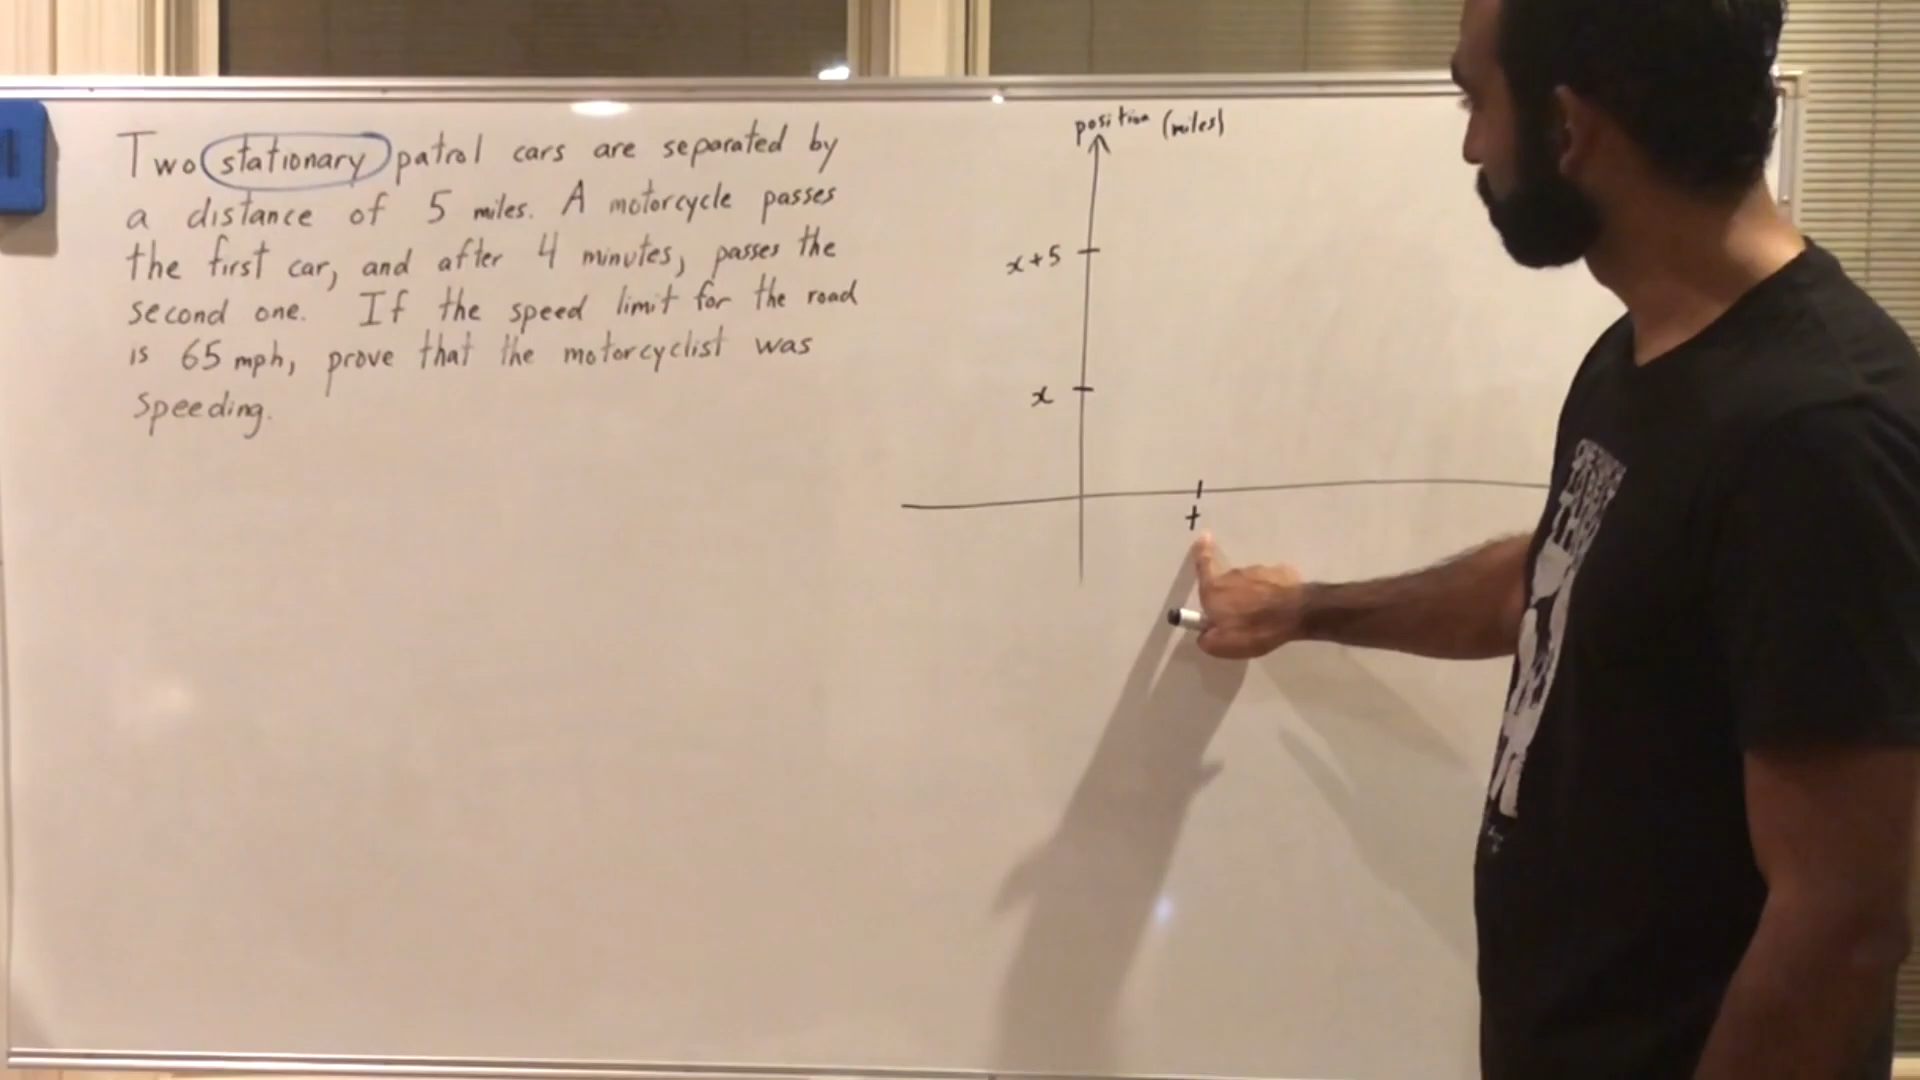 Two stationary patrol cars are separated by
a distance of 5 miles. A motorcycle passes
the first car, and after 4 minutes, passes the
second one. If the speed limit for the road
is 65 mph, prove that the motorcyclist was
speeding.
position (miles)
x+5
x
t